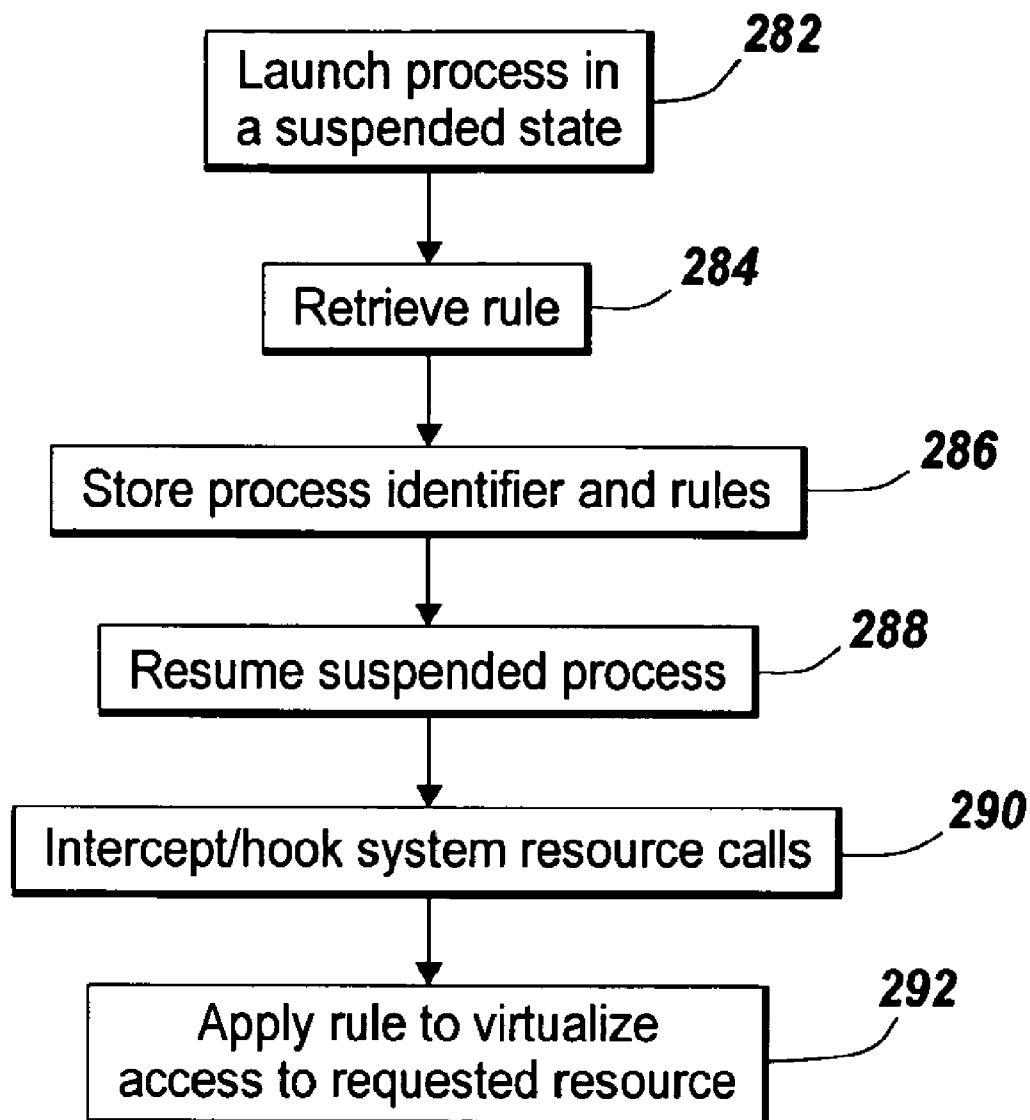 282
Launch process in
a suspended state
284
Retrieve rule
286
Store process identifier and rules
288
Resume suspended process
290
Intercept/hook system resource calls
292
Apply rule to virtualize
access to requested resource